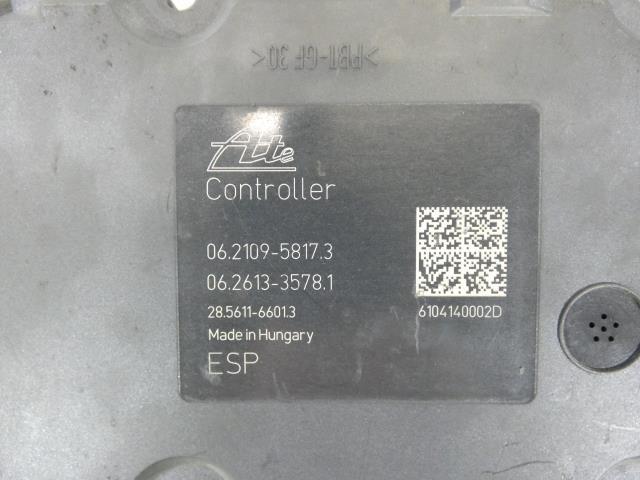 >PBT-GF 30<
Ate
Controller
06.2109-5817.3
06.2613-3578.1
28.5611-6601.3
6104140002D
Made in Hungary
ESP